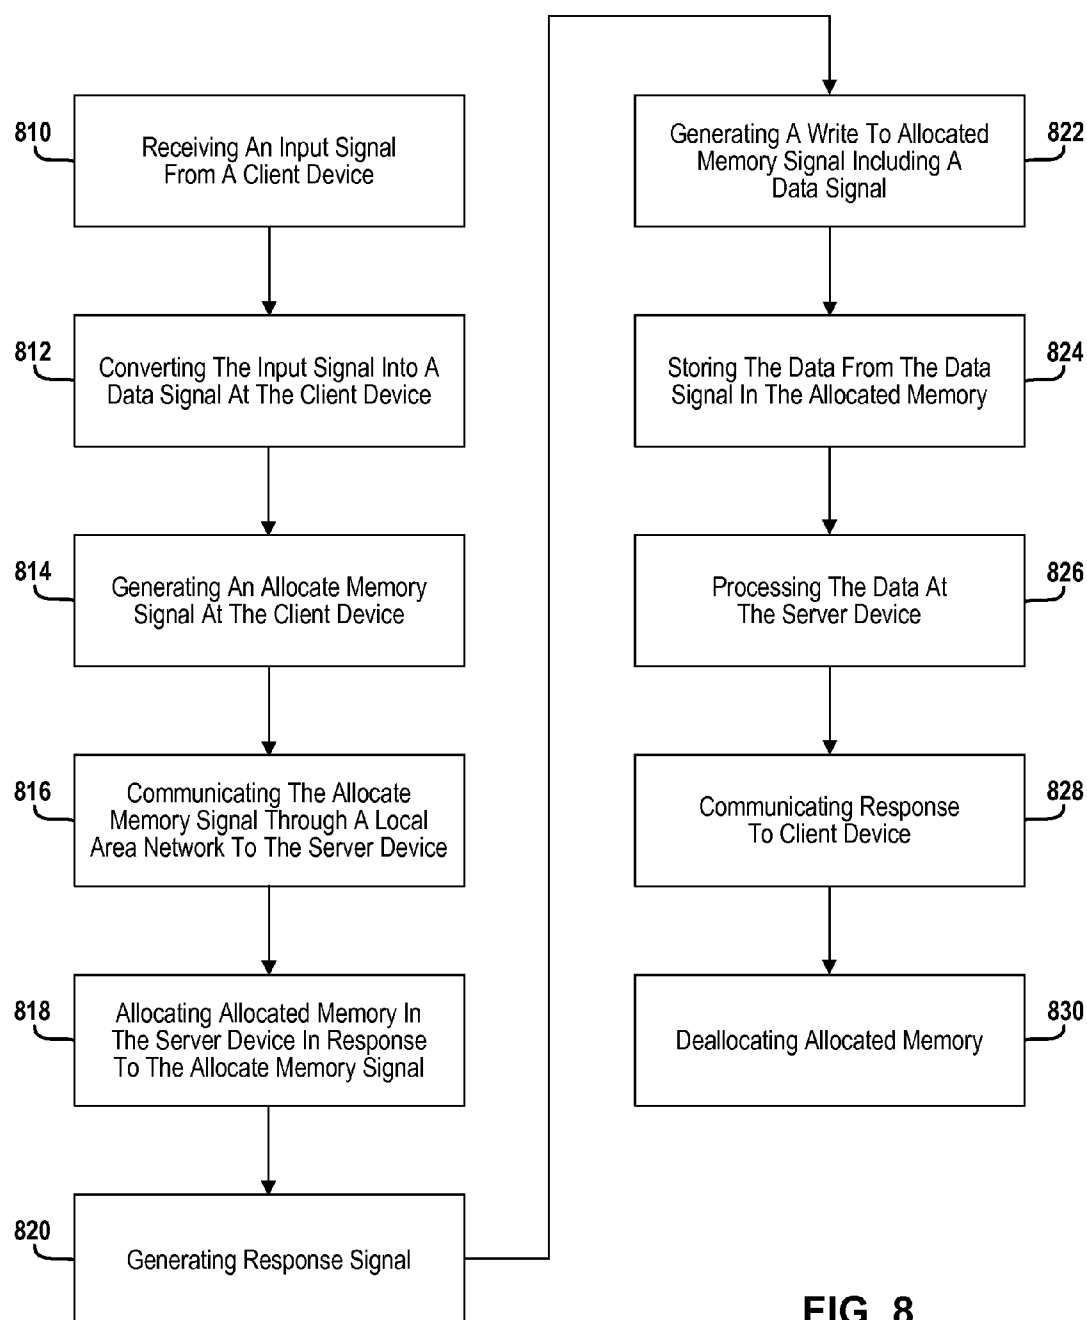 810
Receiving An Input Signal
From A Client Device
812
Converting The Input Signal Into A
Data Signal At The Client Device
814
Generating An Allocate Memory
Signal At The Client Device
816
Communicating The Allocate
Memory Signal Through A Local
Area Network To The Server Device
818
Allocating Allocated Memory In
The Server Device In Response
To The Allocate Memory Signal
820
Generating Response Signal
822
Generating A Write To Allocated
Memory Signal Including A
Data Signal
824
Storing The Data From The Data
Signal In The Allocated Memory
826
Processing The Data At
The Server Device
828
Communicating Response
To Client Device
830
Deallocating Allocated Memory
FIG. 8